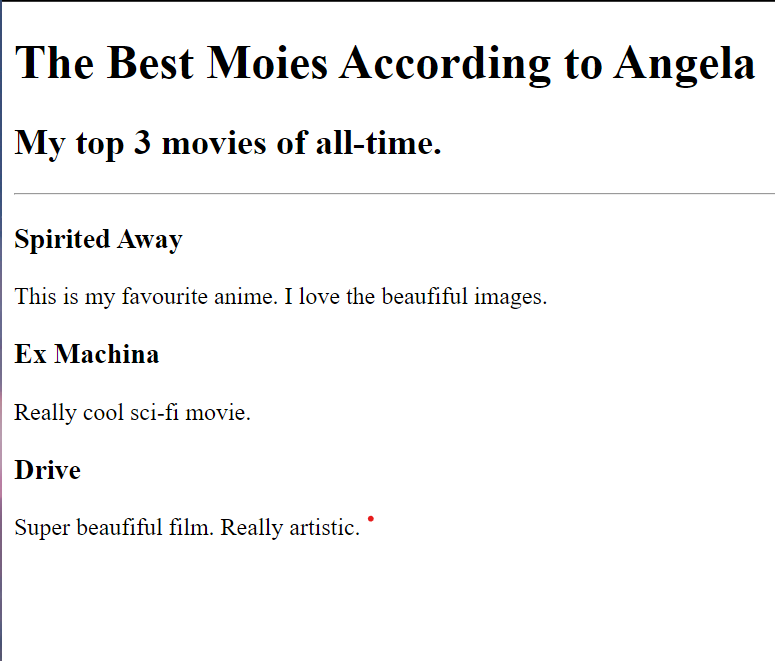 The Best Moies According to Angela
My top 3 movies of all-time.
Spirited Away
This is my favourite anime. I love the beaufiful images.
Ex Machina
Really cool sci-fi movie.
Drive
Super beaufiful film. Really artistic.